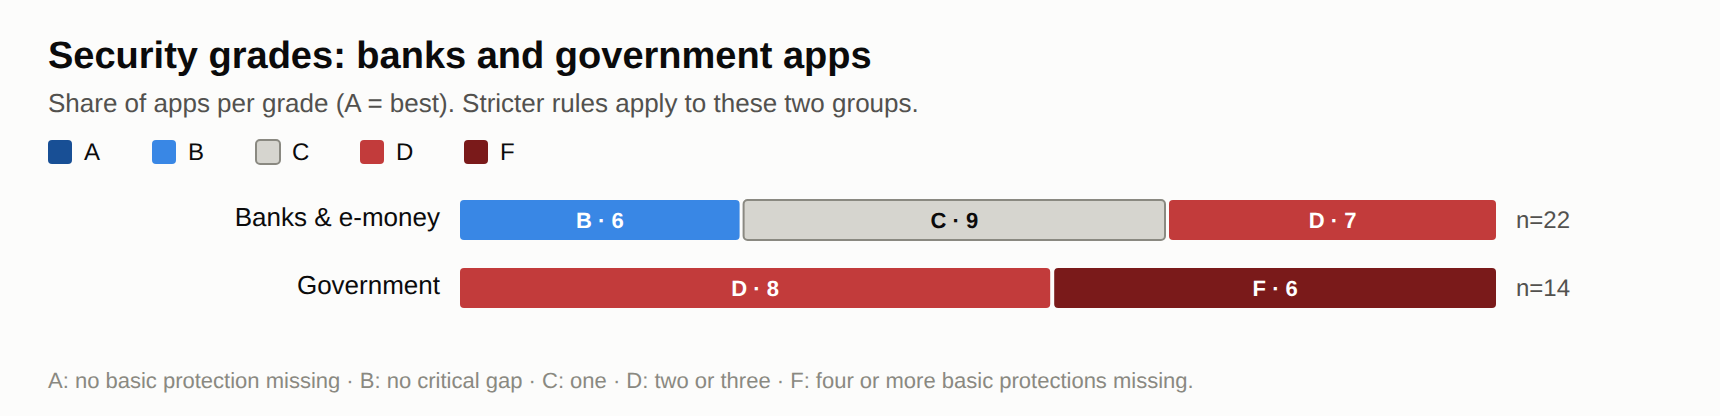 Security grades: banks and government apps
Share of apps per grade (A = best). Stricter rules apply to these two groups.
A B C D F
Banks & e-money B · 6 C · 9 D · 7 n=22
Government D · 8 F · 6 n=14
A: no basic protection missing · B: no critical gap · C: one · D: two or three · F: four or more basic protections missing.